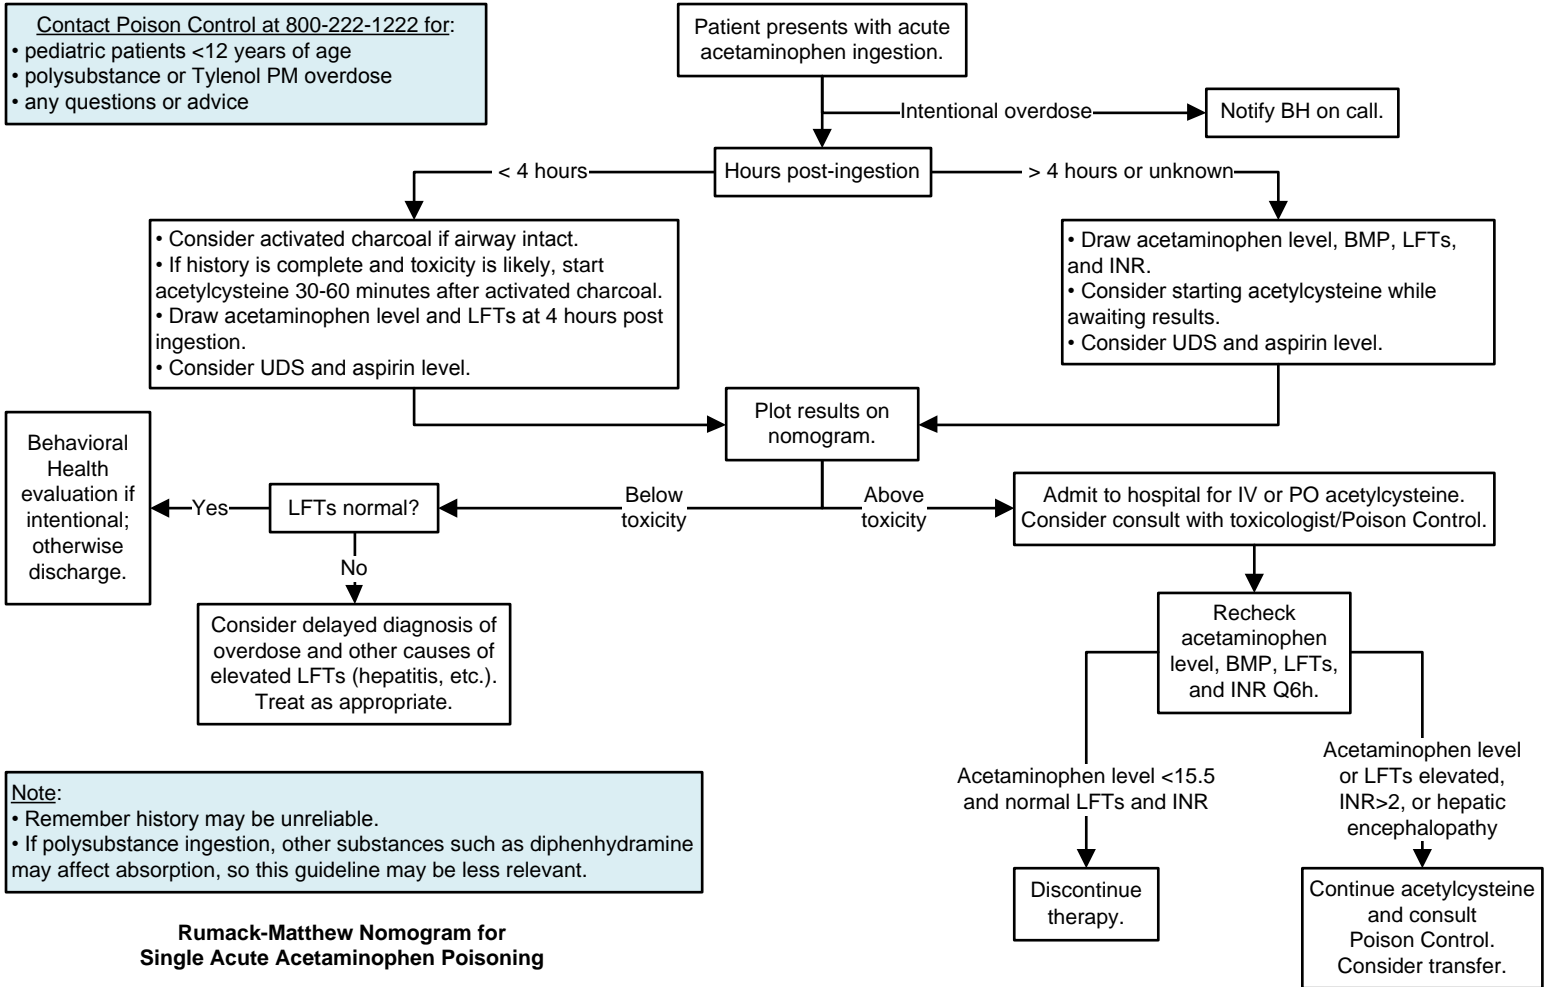 Contact Poison Control at 800-222-1222 for:
• pediatric patients <12 years of age
• polysubstance or Tylenol PM overdose
• any questions or advice
Patient presents with acute
acetaminophen ingestion.
Intentional overdose
Notify BH on call.
Hours post-ingestion
< 4 hours
> 4 hours or unknown
• Consider activated charcoal if airway intact.
• If history is complete and toxicity is likely, start
acetylcysteine 30-60 minutes after activated charcoal.
• Draw acetaminophen level and LFTs at 4 hours post
ingestion.
• Consider UDS and aspirin level.
• Draw acetaminophen level, BMP, LFTs,
and INR.
• Consider starting acetylcysteine while
awaiting results.
• Consider UDS and aspirin level.
Plot results on
nomogram.
Below
toxicity
Above
toxicity
LFTs normal?
Yes
Behavioral
Health
evaluation if
intentional;
otherwise
discharge.
No
Consider delayed diagnosis of
overdose and other causes of
elevated LFTs (hepatitis, etc.).
Treat as appropriate.
Admit to hospital for IV or PO acetylcysteine.
Consider consult with toxicologist/Poison Control.
Recheck
acetaminophen
level, BMP, LFTs,
and INR Q6h.
Acetaminophen level <15.5
and normal LFTs and INR
Acetaminophen level
or LFTs elevated,
INR>2, or hepatic
encephalopathy
Discontinue
therapy.
Continue acetylcysteine
and consult
Poison Control.
Consider transfer.
Note:
• Remember history may be unreliable.
• If polysubstance ingestion, other substances such as diphenhydramine
may affect absorption, so this guideline may be less relevant.
Rumack-Matthew Nomogram for
Single Acute Acetaminophen Poisoning